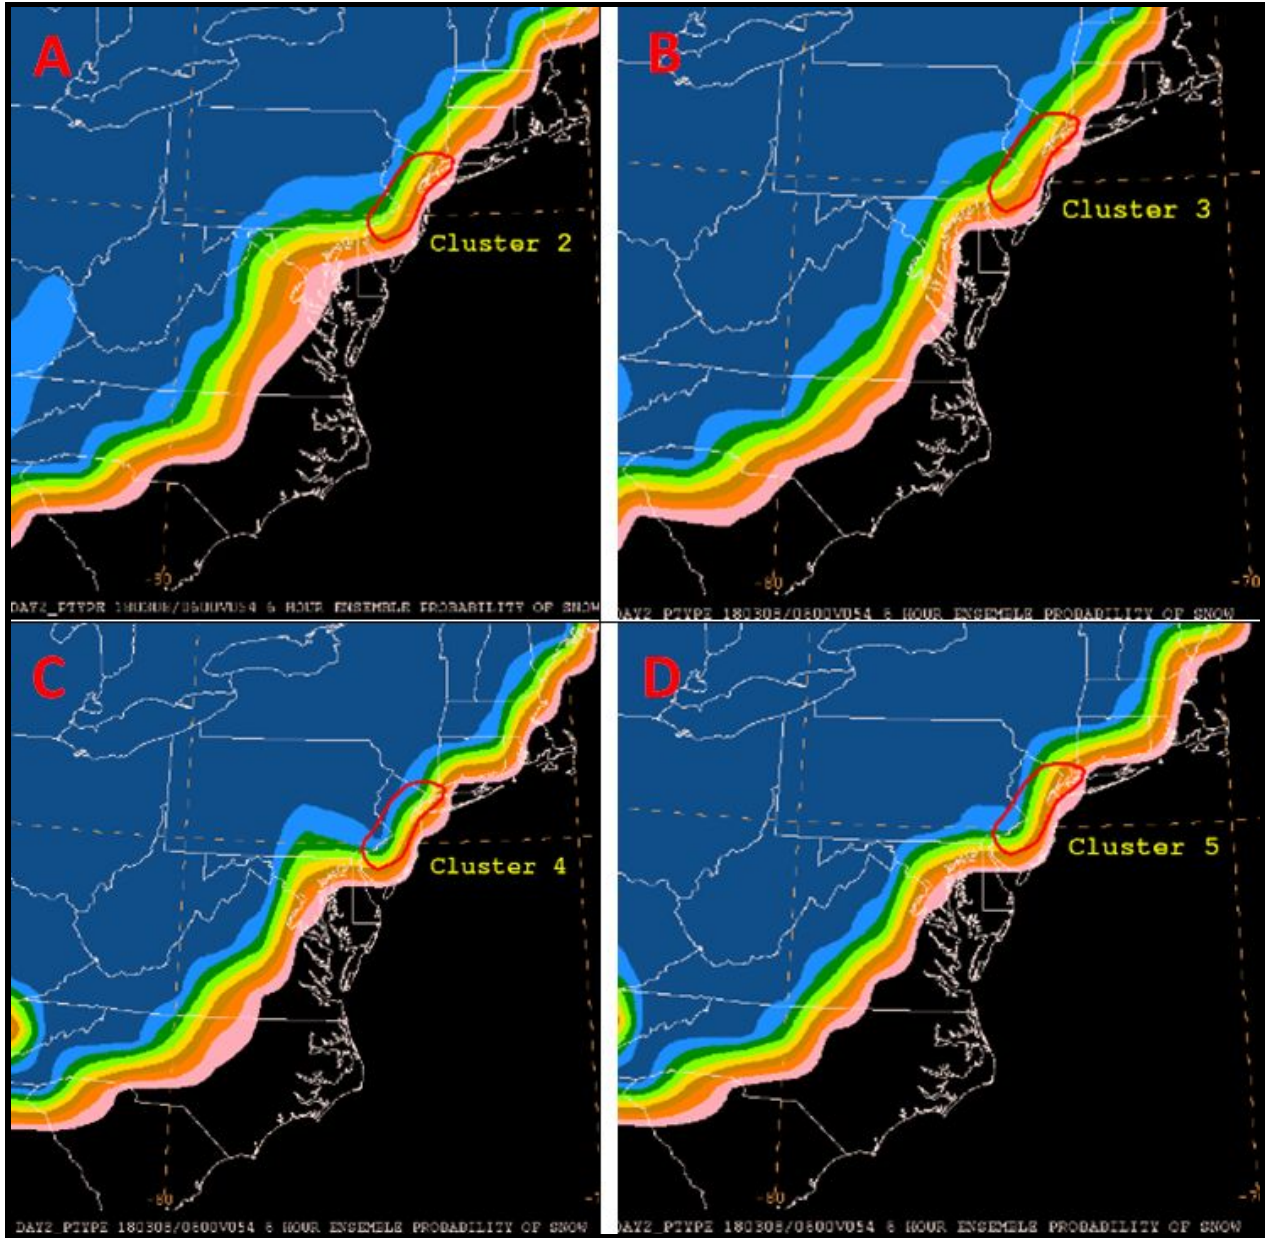 A
B
Cluster 2
Cluster 3
-80
-80
-70
DAY2_PTYPE 180308/0600V054 6 HOUR ENSEMBLE PROBABILITY OF SNOW
DAY2_PTYPE 180308/0600V054 6 HOUR ENSEMBLE PROBABILITY OF SNOW
C
D
Cluster 4
Cluster 5
-80
-80
DAY2_PTYPE 180308/0600V054 6 HOUR ENSEMBLE PROBABILITY OF SNOW
DAY2_PTYPE 180308/0600V054 6 HOUR ENSEMBLE PROBABILITY OF SNOW